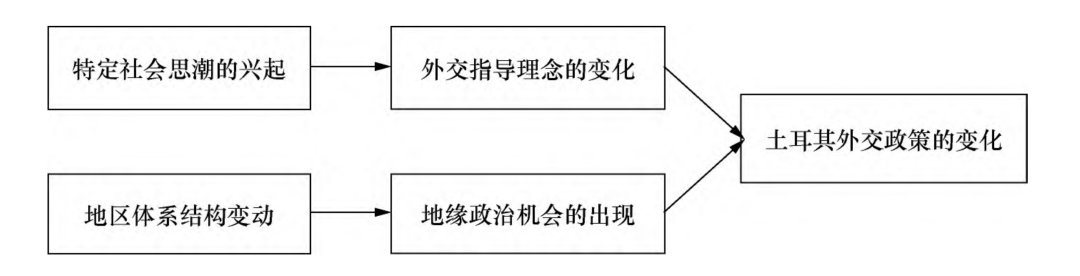 特定社会思潮的兴起
外交指导理念的变化
土耳其外交政策的变化
地区体系结构变动
地缘政治机会的出现